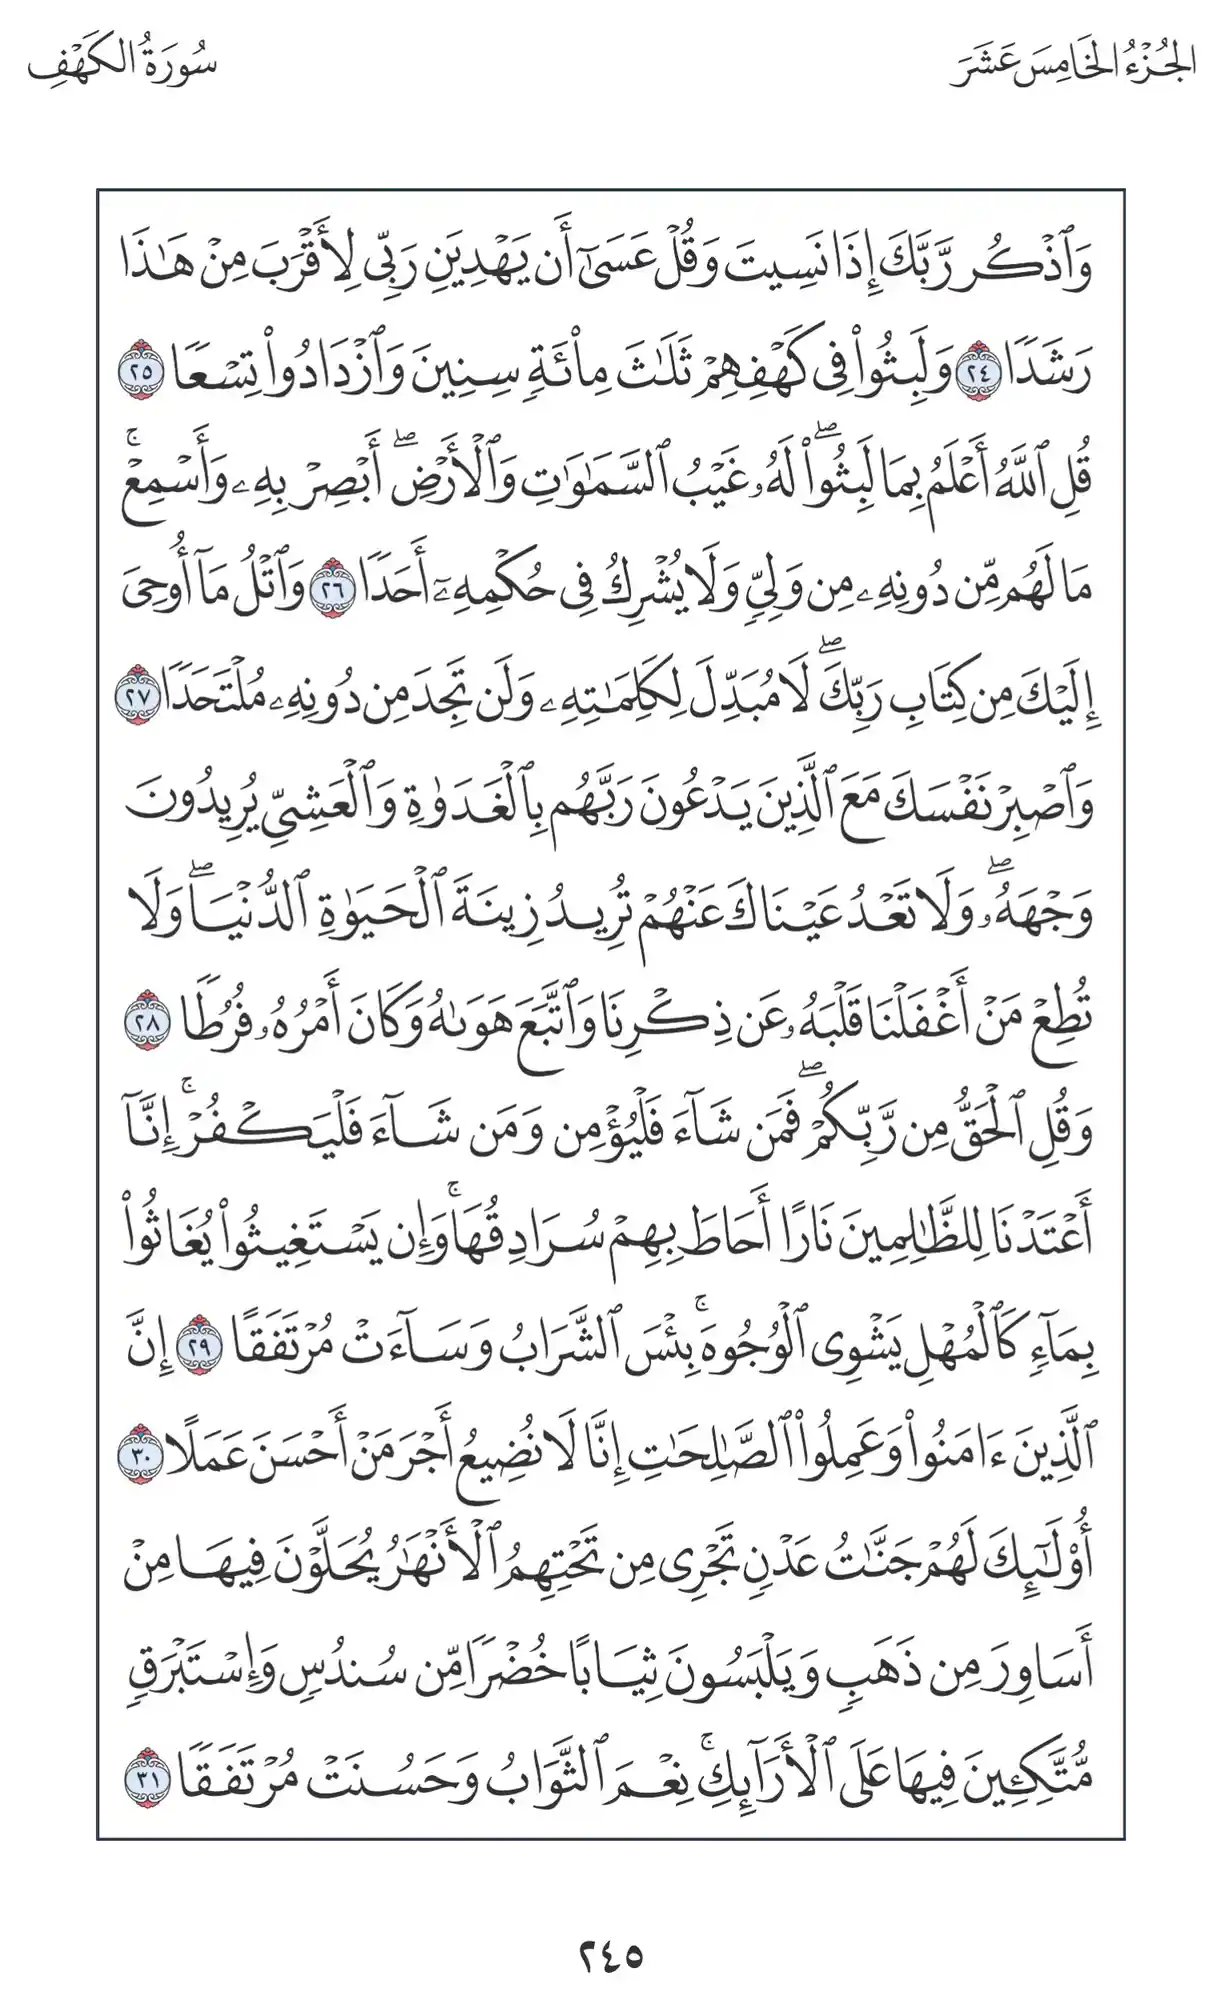 الجُزْءُ الخَامِسَ عَشَرَ
سُورَةُ الكَهْفِ
وَٱذْكُر رَّبَّكَ إِذَا نَسِيتَ وَقُلْ عَسَىٰٓ أَن يَهْدِيَنِ رَبِّى لِأَقْرَبَ مِنْ هَٰذَا
رَشَدًا ٢٤ وَلَبِثُوا۟ فِى كَهْفِهِمْ ثَلَٰثَ مِا۟ئَةٍ سِنِينَ وَٱزْدَادُوا۟ تِسْعًا ٢٥
قُلِ ٱللَّهُ أَعْلَمُ بِمَا لَبِثُوا۟ ۖ لَهُۥ غَيْبُ ٱلسَّمَٰوَٰتِ وَٱلْأَرْضِ ۖ أَبْصِرْ بِهِۦ وَأَسْمِعْ ۚ
مَا لَهُم مِّن دُونِهِۦ مِن وَلِىٍّ وَلَا يُشْرِكُ فِى حُكْمِهِۦٓ أَحَدًا ٢٦ وَٱتْلُ مَآ أُوحِىَ
إِلَيْكَ مِن كِتَابِ رَبِّكَ ۖ لَا مُبَدِّلَ لِكَلِمَٰتِهِۦ وَلَن تَجِدَ مِن دُونِهِۦ مُلْتَحَدًا ٢٧
وَٱصْبِرْ نَفْسَكَ مَعَ ٱلَّذِينَ يَدْعُونَ رَبَّهُم بِٱلْغَدَوٰةِ وَٱلْعَشِىِّ يُرِيدُونَ
وَجْهَهُۥ ۖ وَلَا تَعْدُ عَيْنَاكَ عَنْهُمْ تُرِيدُ زِينَةَ ٱلْحَيَوٰةِ ٱلدُّنْيَا ۖ وَلَا
تُطِعْ مَنْ أَغْفَلْنَا قَلْبَهُۥ عَن ذِكْرِنَا وَٱتَّبَعَ هَوَىٰهُ وَكَانَ أَمْرُهُۥ فُرُطًا ٢٨
وَقُلِ ٱلْحَقُّ مِن رَّبِّكُمْ ۖ فَمَن شَآءَ فَلْيُؤْمِن وَمَن شَآءَ فَلْيَكْفُرْ ۚ إِنَّآ
أَعْتَدْنَا لِلظَّٰلِمِينَ نَارًا أَحَاطَ بِهِمْ سُرَادِقُهَا ۚ وَإِن يَسْتَغِيثُوا۟ يُغَاثُوا۟
بِمَآءٍ كَٱلْمُهْلِ يَشْوِى ٱلْوُجُوهَ ۚ بِئْسَ ٱلشَّرَابُ وَسَآءَتْ مُرْتَفَقًا ٢٩ إِنَّ
ٱلَّذِينَ ءَامَنُوا۟ وَعَمِلُوا۟ ٱلصَّٰلِحَٰتِ إِنَّا لَا نُضِيعُ أَجْرَ مَنْ أَحْسَنَ عَمَلًا ٣٠
أُو۟لَٰٓئِكَ لَهُمْ جَنَّٰتُ عَدْنٍ تَجْرِى مِن تَحْتِهِمُ ٱلْأَنْهَٰرُ يُحَلَّوْنَ فِيهَا مِنْ
أَسَاوِرَ مِن ذَهَبٍ وَيَلْبَسُونَ ثِيَابًا خُضْرًا مِّن سُندُسٍ وَإِسْتَبْرَقٍ
مُّتَّكِـِٔينَ فِيهَا عَلَى ٱلْأَرَآئِكِ ۚ نِعْمَ ٱلثَّوَابُ وَحَسُنَتْ مُرْتَفَقًا ٣١
٢٤٥